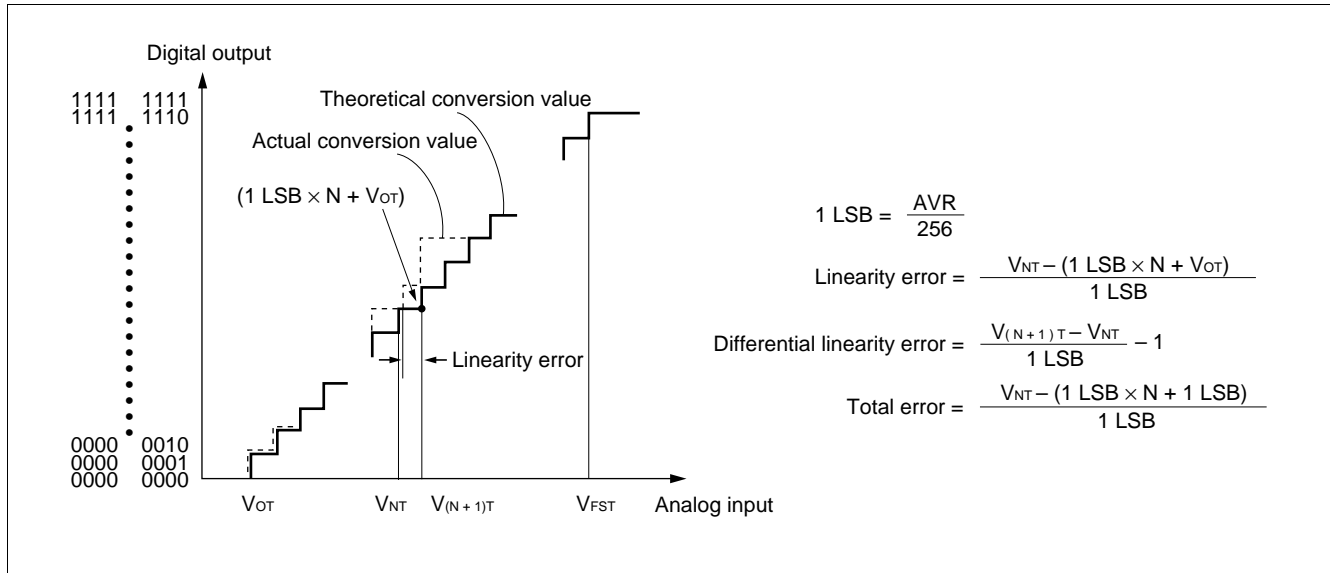 Digital output
1111 1111
1111 1110
Theoretical conversion value
Actual conversion value
(1 LSB × N + VOT)
Linearity error
0000 0010
0000 0001
0000 0000
VOT VNT V(N + 1)T VFST Analog input
1 LSB = AVR / 256
Linearity error = VNT – (1 LSB × N + VOT) / 1 LSB
Differential linearity error = V( N + 1 ) T – VNT / 1 LSB – 1
Total error = VNT – (1 LSB × N + 1 LSB) / 1 LSB